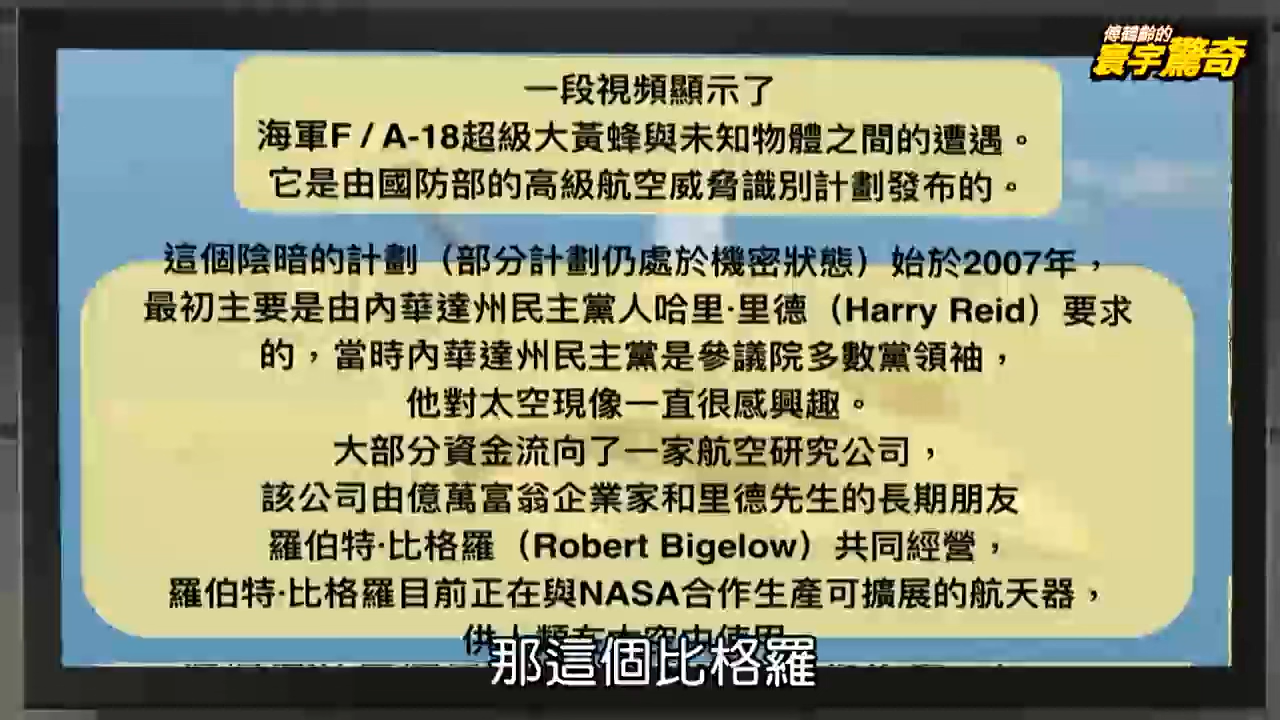 傅鶴齡的
寰宇驚奇
一段視頻顯示了
海軍F / A-18超級大黃蜂與未知物體之間的遭遇。
它是由國防部的高級航空威脅識別計劃發布的。
這個陰暗的計劃（部分計劃仍處於機密狀態）始於2007年，
最初主要是由內華達州民主黨人哈里·里德（Harry Reid）要求
的，當時內華達州民主黨是參議院多數黨領袖，
他對太空現像一直很感興趣。
大部分資金流向了一家航空研究公司，
該公司由億萬富翁企業家和里德先生的長期朋友
羅伯特·比格羅（Robert Bigelow）共同經營，
羅伯特·比格羅目前正在與NASA合作生產可擴展的航天器，
供人類在太空中使用
那這個比格羅